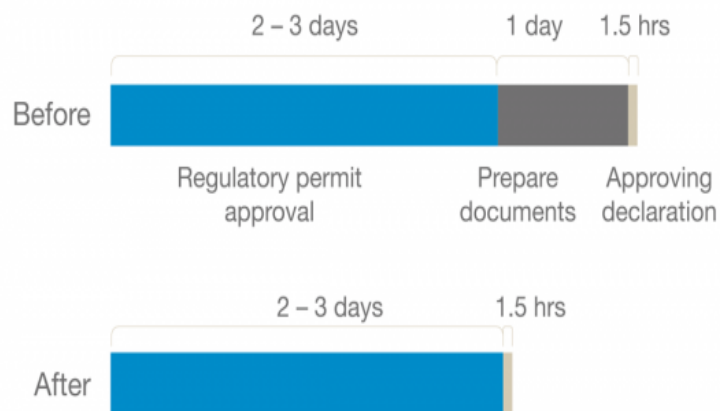 2 – 3 days 1 day 1.5 hrs
Before
Regulatory permit approval
Prepare documents
Approving declaration
2 – 3 days 1.5 hrs
After